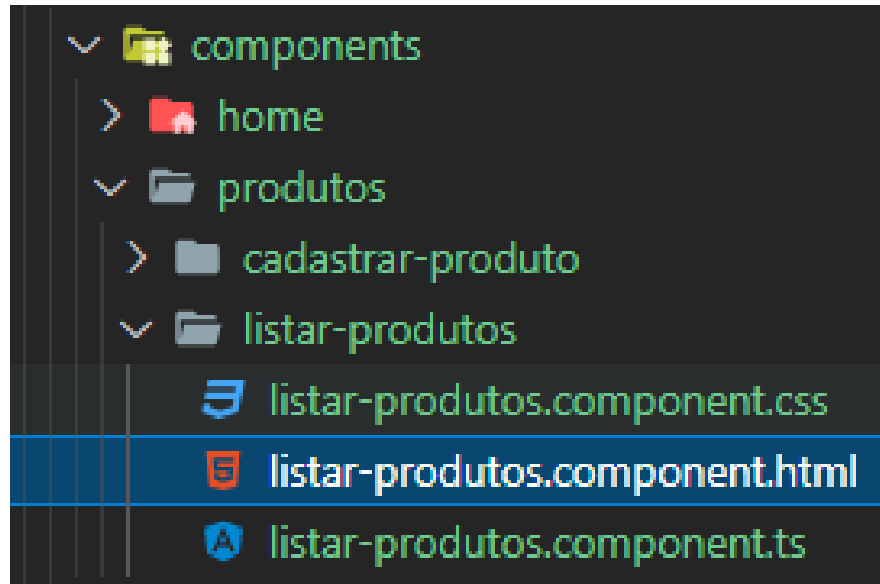 components
home
produtos
cadastrar-produto
listar-produtos
listar-produtos.component.css
listar-produtos.component.html
listar-produtos.component.ts